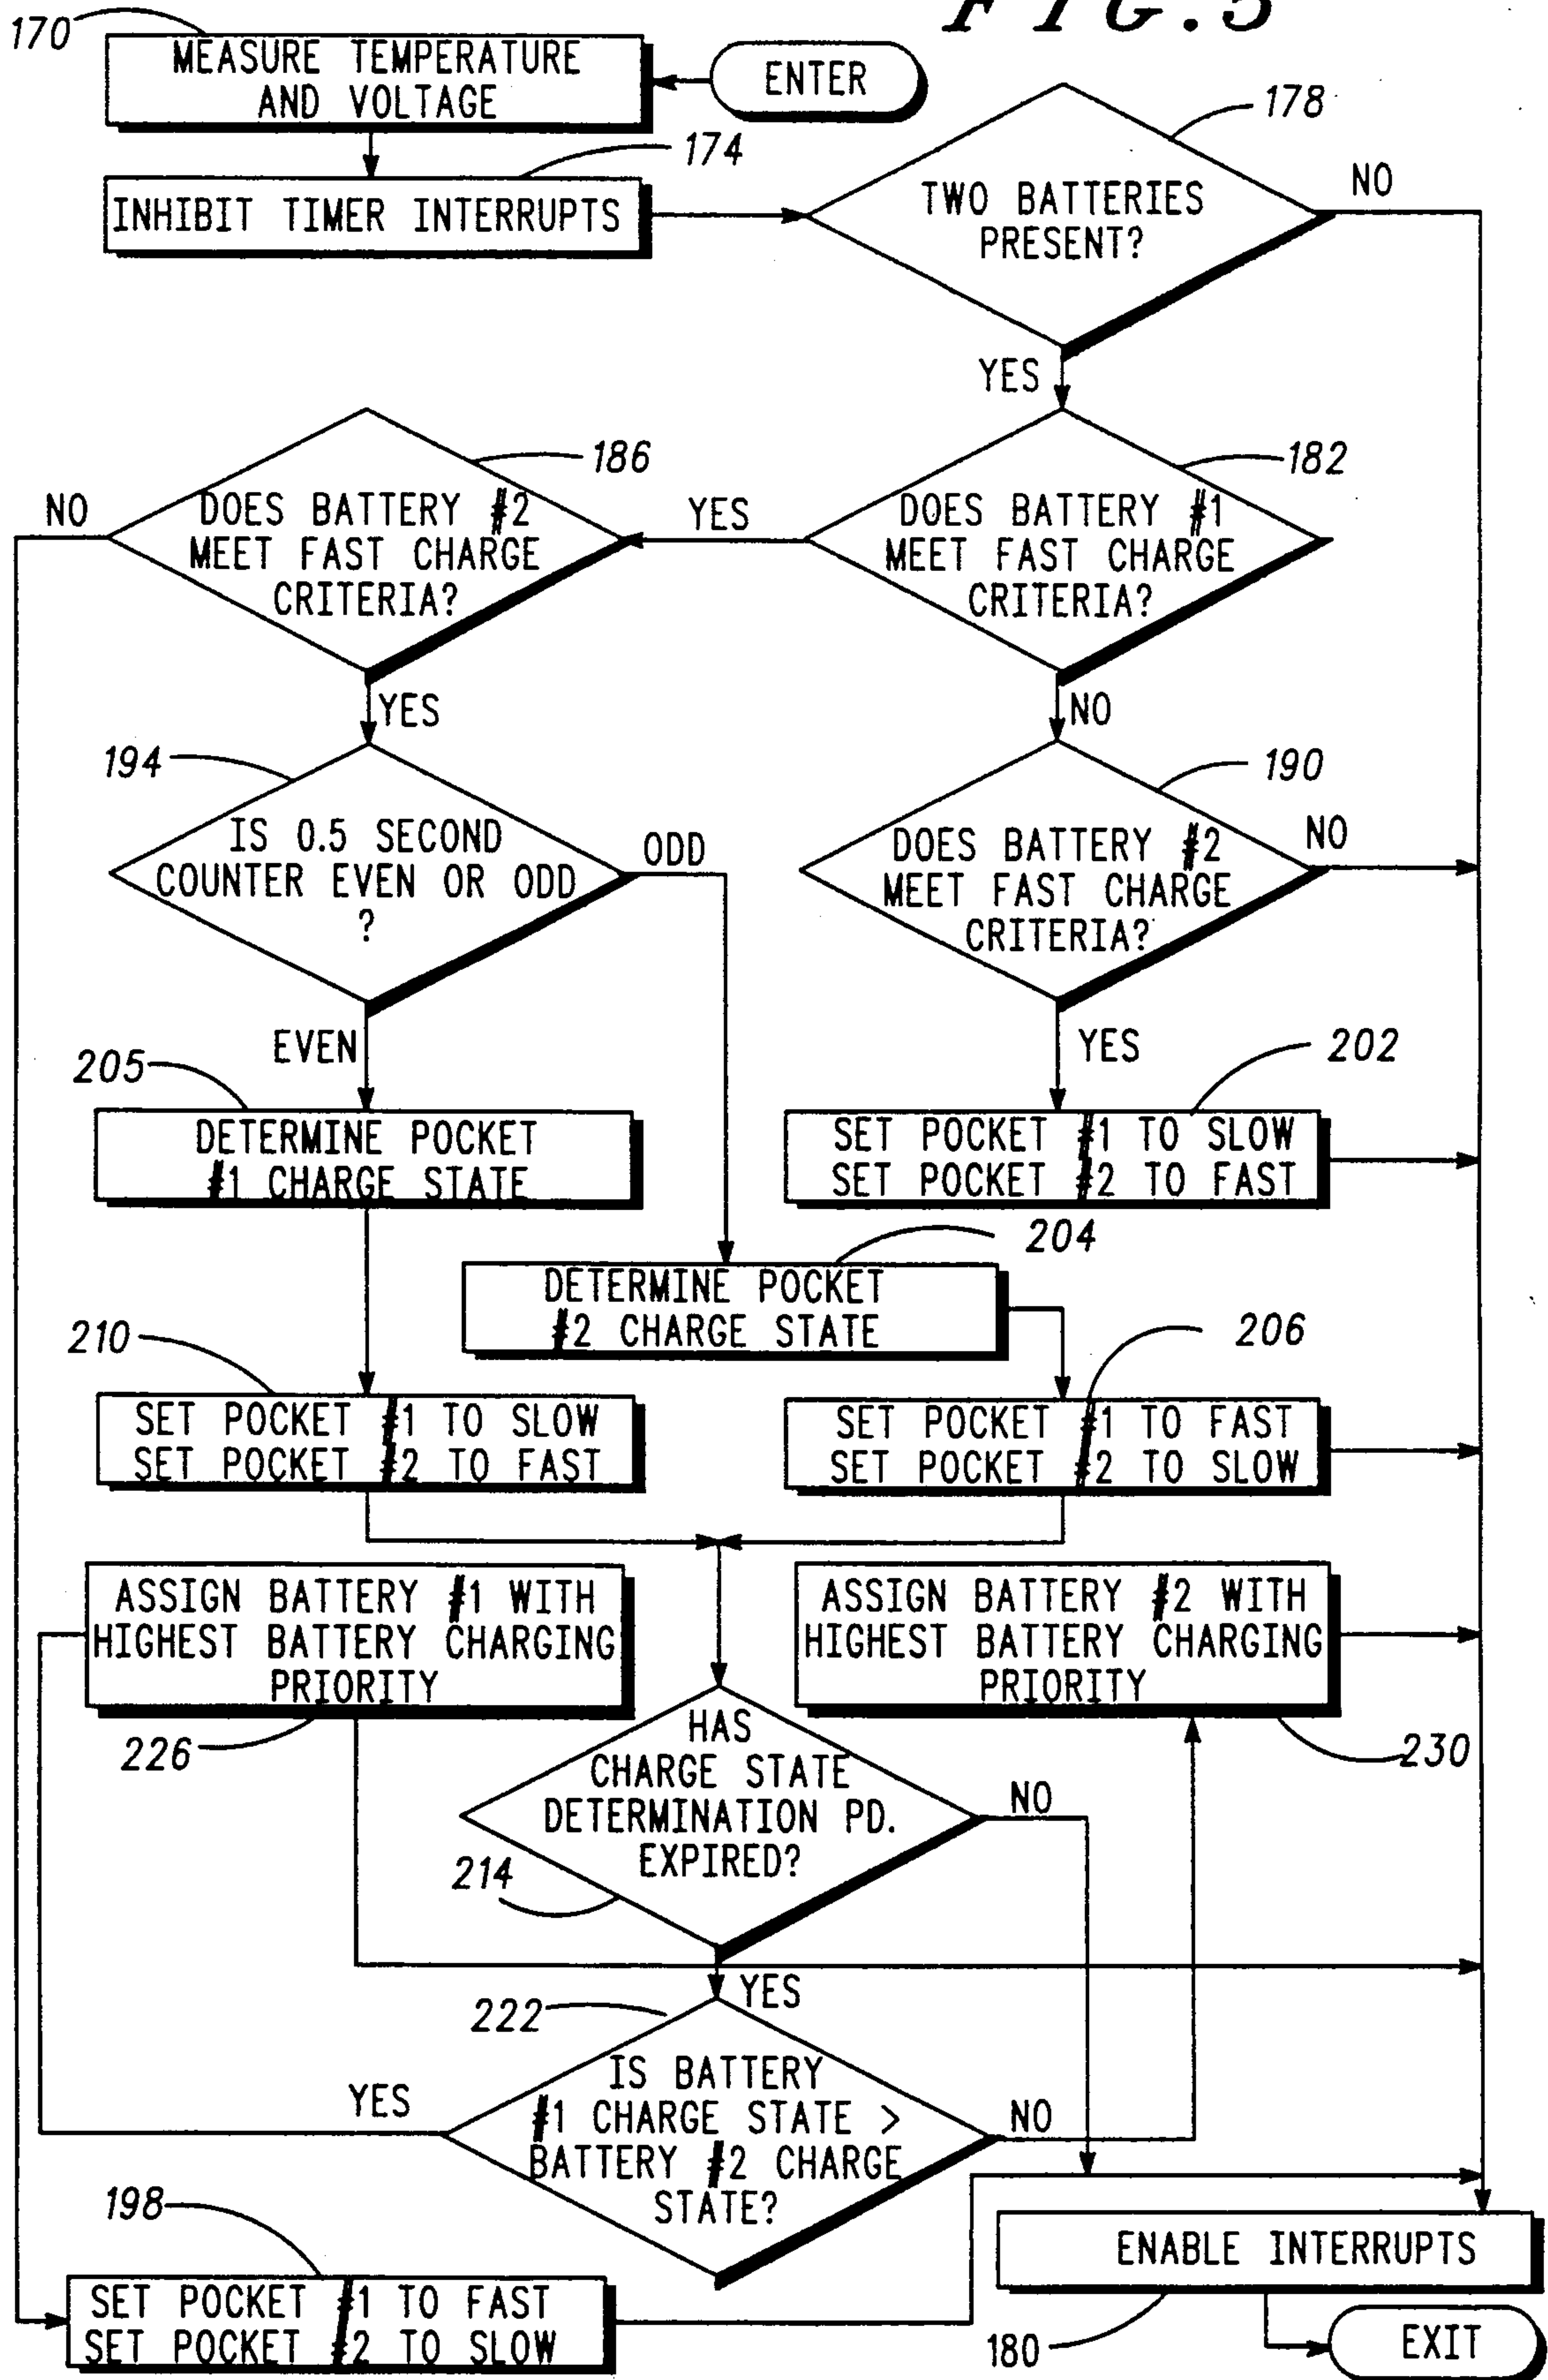 FIG.5
170
MEASURE TEMPERATURE
AND VOLTAGE
ENTER
174
INHIBIT TIMER INTERRUPTS
178
TWO BATTERIES
PRESENT?
NO
YES
186
DOES BATTERY #2
MEET FAST CHARGE
CRITERIA?
NO
YES
182
DOES BATTERY #1
MEET FAST CHARGE
CRITERIA?
YES
NO
194
IS 0.5 SECOND
COUNTER EVEN OR ODD
?
ODD
EVEN
190
DOES BATTERY #2
MEET FAST CHARGE
CRITERIA?
NO
YES
205
DETERMINE POCKET
#1 CHARGE STATE
202
SET POCKET #1 TO SLOW
SET POCKET #2 TO FAST
204
DETERMINE POCKET
#2 CHARGE STATE
210
SET POCKET #1 TO SLOW
SET POCKET #2 TO FAST
206
SET POCKET #1 TO FAST
SET POCKET #2 TO SLOW
ASSIGN BATTERY #1 WITH
HIGHEST BATTERY CHARGING
PRIORITY
226
ASSIGN BATTERY #2 WITH
HIGHEST BATTERY CHARGING
PRIORITY
230
HAS
CHARGE STATE
DETERMINATION PD.
EXPIRED?
214
NO
YES
222
IS BATTERY
#1 CHARGE STATE >
BATTERY #2 CHARGE
STATE?
YES
NO
198
SET POCKET #1 TO FAST
SET POCKET #2 TO SLOW
ENABLE INTERRUPTS
180
EXIT